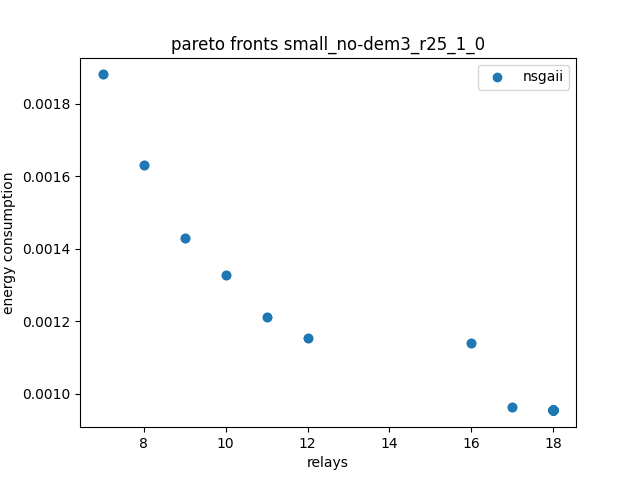 pareto fronts small_no-dem3_r25_1_0
nsgaii
energy consumption
0.0018
0.0016
0.0014
0.0012
0.0010
8 10 12 14 16 18
relays